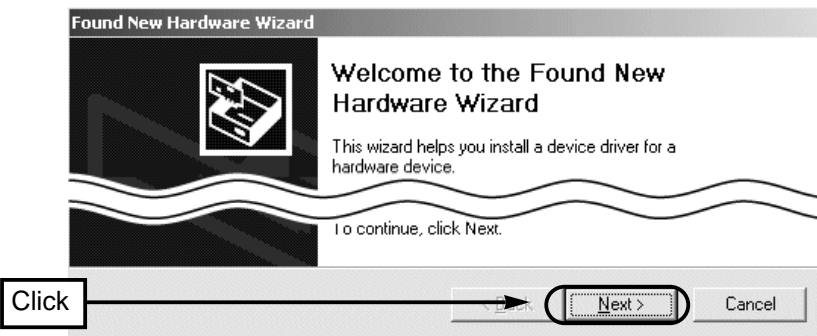 Found New Hardware Wizard
Welcome to the Found New
Hardware Wizard
This wizard helps you install a device driver for a
hardware device.
To continue, click Next.
Click
< Back
Next >
Cancel